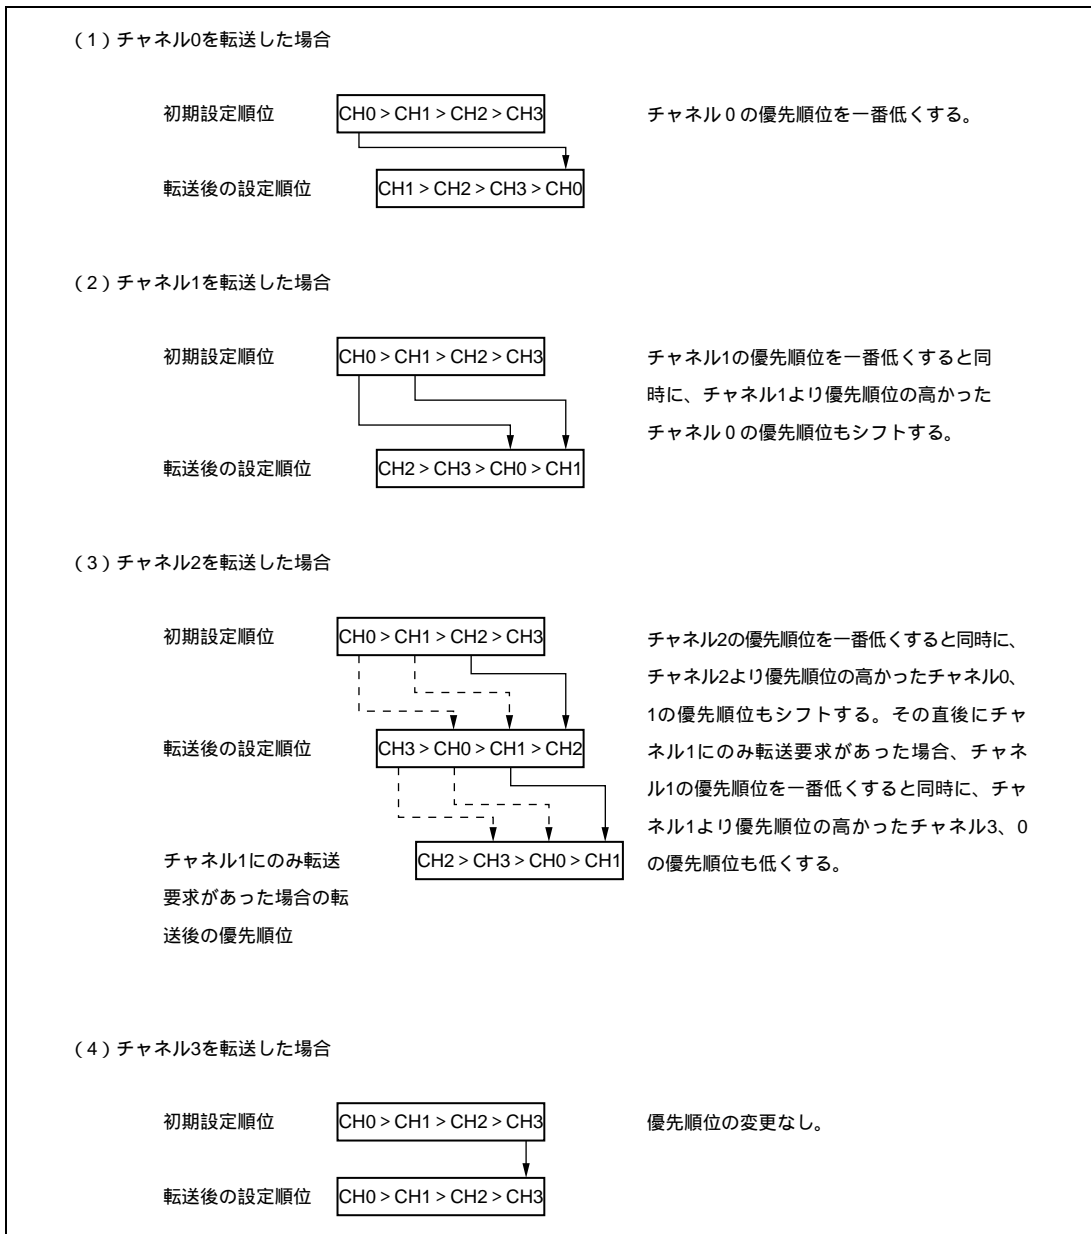 （1）チャネル0を転送した場合
初期設定順位
CH0 > CH1 > CH2 > CH3
チャネル 0 の優先順位を一番低くする。
転送後の設定順位
CH1 > CH2 > CH3 > CH0
（2）チャネル1を転送した場合
初期設定順位
CH0 > CH1 > CH2 > CH3
チャネル1の優先順位を一番低くすると同
時に、チャネル1より優先順位の高かった
チャネル 0 の優先順位もシフトする。
転送後の設定順位
CH2 > CH3 > CH0 > CH1
（3）チャネル2を転送した場合
初期設定順位
CH0 > CH1 > CH2 > CH3
チャネル2の優先順位を一番低くすると同時に、
チャネル2より優先順位の高かったチャネル0、
1の優先順位もシフトする。その直後にチャ
ネル1にのみ転送要求があった場合、チャネ
ル1の優先順位を一番低くすると同時に、チャ
ネル1より優先順位の高かったチャネル3、0
の優先順位も低くする。
転送後の設定順位
CH3 > CH0 > CH1 > CH2
CH2 > CH3 > CH0 > CH1
チャネル1にのみ転送
要求があった場合の転
送後の優先順位
（4）チャネル3を転送した場合
初期設定順位
CH0 > CH1 > CH2 > CH3
優先順位の変更なし。
転送後の設定順位
CH0 > CH1 > CH2 > CH3